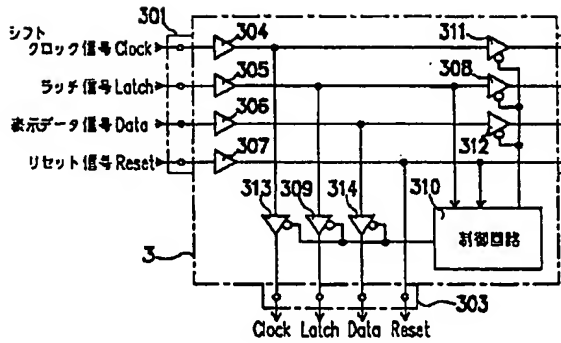 301
304
311
シフト
クロック信号 Clock
305
308
ラッチ信号 Latch
306
表示データ信号 Data
307
312
リセット信号 Reset
313
309
314
310
制御回路
3
303
Clock Latch Data Reset